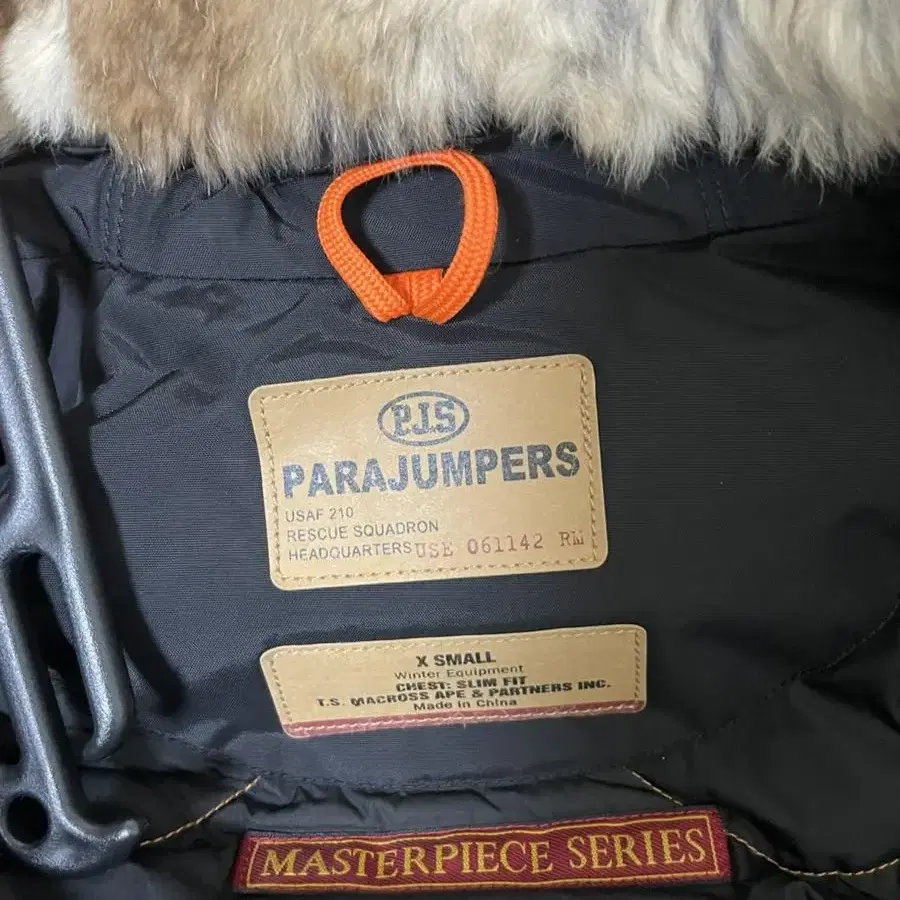 P.J.S
PARAJUMPERS
USAF 210
RESCUE SQUADRON
HEADQUARTERS USE 061142 RM
X SMALL
Winter Equipment
CHEST: SLIM FIT
T.S. MACROSS APE & PARTNERS INC.
Made in China
MASTERPIECE SERIES